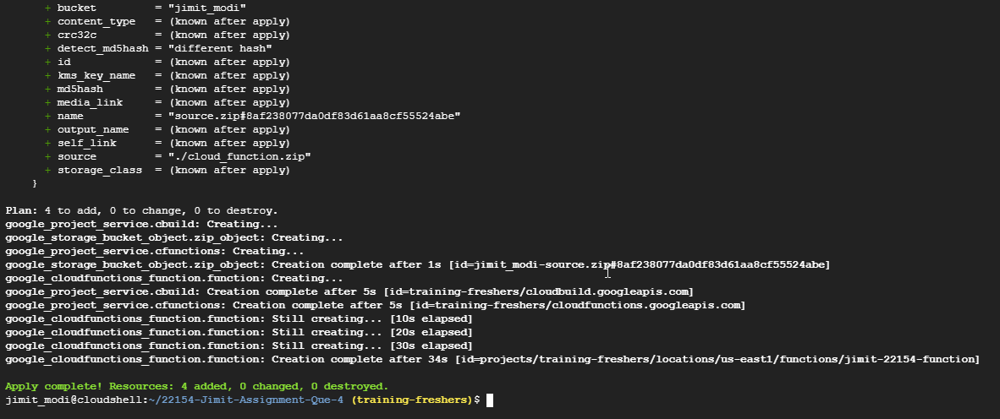 + bucket         = "jimit_modi"
+ content_type   = (known after apply)
+ crc32c         = (known after apply)
+ detect_md5hash = "different hash"
+ id             = (known after apply)
+ kms_key_name   = (known after apply)
+ md5hash        = (known after apply)
+ media_link     = (known after apply)
+ name           = "source.zip#8af238077da0df83d61aa8cf55524abe"
+ output_name    = (known after apply)
+ self_link      = (known after apply)
+ source         = "./cloud_function.zip"
+ storage_class  = (known after apply)
}
Plan: 4 to add, 0 to change, 0 to destroy.
google_project_service.cbuild: Creating...
google_storage_bucket_object.zip_object: Creating...
google_project_service.cfunctions: Creating...
google_storage_bucket_object.zip_object: Creation complete after 1s [id=jimit_modi-source.zip#8af238077da0df83d61aa8cf55524abe]
google_cloudfunctions_function.function: Creating...
google_project_service.cbuild: Creation complete after 5s [id=training-freshers/cloudbuild.googleapis.com]
google_project_service.cfunctions: Creation complete after 5s [id=training-freshers/cloudfunctions.googleapis.com]
google_cloudfunctions_function.function: Still creating... [10s elapsed]
google_cloudfunctions_function.function: Still creating... [20s elapsed]
google_cloudfunctions_function.function: Still creating... [30s elapsed]
google_cloudfunctions_function.function: Creation complete after 34s [id=projects/training-freshers/locations/us-east1/functions/jimit-22154-function]
Apply complete! Resources: 4 added, 0 changed, 0 destroyed.
jimit_modi@cloudshell:~/22154-Jimit-Assignment-Que-4 (training-freshers)$